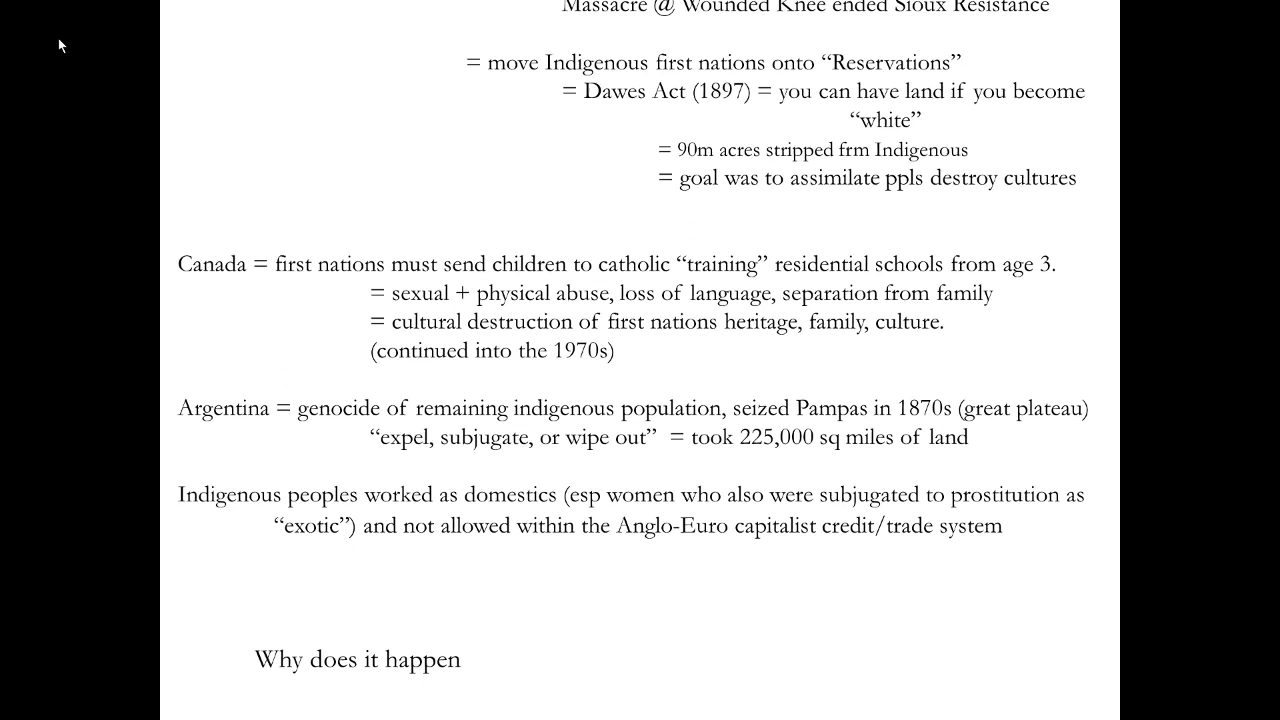 Massacre @ Wounded Knee ended Sioux Resistance
= move Indigenous first nations onto “Reservations”
= Dawes Act (1897) = you can have land if you become
“white”
= 90m acres stripped frm Indigenous
= goal was to assimilate ppls destroy cultures
Canada = first nations must send children to catholic “training” residential schools from age 3.
= sexual + physical abuse, loss of language, separation from family
= cultural destruction of first nations heritage, family, culture.
(continued into the 1970s)
Argentina = genocide of remaining indigenous population, seized Pampas in 1870s (great plateau)
“expel, subjugate, or wipe out” = took 225,000 sq miles of land
Indigenous peoples worked as domestics (esp women who also were subjugated to prostitution as
“exotic”) and not allowed within the Anglo-Euro capitalist credit/trade system
Why does it happen